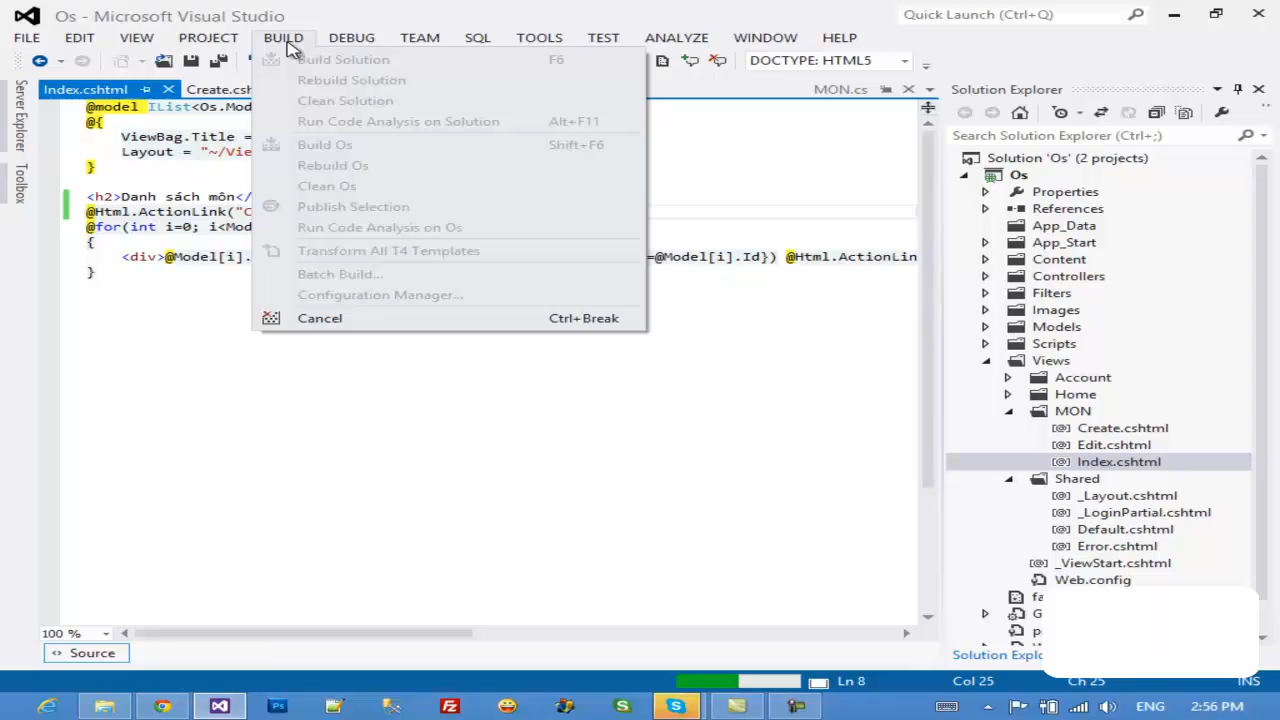 Os - Microsoft Visual Studio
Quick Launch (Ctrl+Q)
FILE EDIT VIEW PROJECT BUILD DEBUG TEAM SQL TOOLS TEST ANALYZE WINDOW HELP
DOCTYPE: HTML5
Server Explorer
Toolbox
Index.cshtml
Create.csh
MON.cs
@model IList<Os.Mod
@{
ViewBag.Title =
Layout = "~/Vie
}
<h2>Danh sách môn</
@Html.ActionLink("C
@for(int i=0; i<Mod
{
<div>@Model[i].
=@Model[i].Id}) @Html.ActionLin
}
Build Solution F6
Rebuild Solution
Clean Solution
Run Code Analysis on Solution Alt+F11
Build Os Shift+F6
Rebuild Os
Clean Os
Publish Selection
Run Code Analysis on Os
Transform All T4 Templates
Batch Build...
Configuration Manager...
Cancel Ctrl+Break
Solution Explorer
Search Solution Explorer (Ctrl+;)
Solution 'Os' (2 projects)
Os
Properties
References
App_Data
App_Start
Content
Controllers
Filters
Images
Models
Scripts
Views
Account
Home
MON
Create.cshtml
Edit.cshtml
Index.cshtml
Shared
_Layout.cshtml
_LoginPartial.cshtml
Default.cshtml
Error.cshtml
_ViewStart.cshtml
Web.config
fa
G
Solution Explo
100 %
Source
Ln 8 Col 25 Ch 25 INS
ENG 2:56 PM